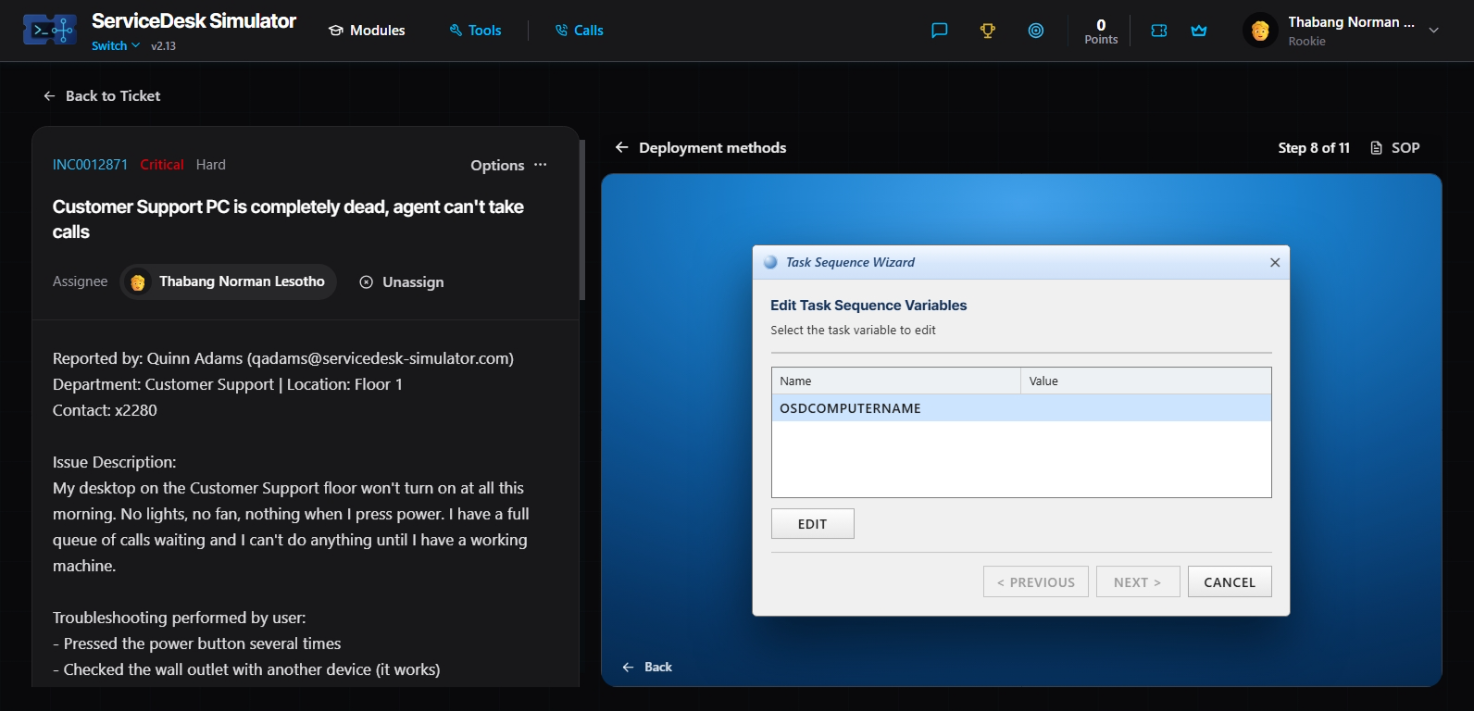 ServiceDesk Simulator
Switch v2.13
Modules
Tools
Calls
0
Points
Thabang Norman ...
Rookie
Back to Ticket
INC0012871 Critical Hard
Options ...
Customer Support PC is completely dead, agent can't take
calls
Assignee Thabang Norman Lesotho Unassign
Reported by: Quinn Adams (qadams@servicedesk-simulator.com)
Department: Customer Support | Location: Floor 1
Contact: x2280
Issue Description:
My desktop on the Customer Support floor won't turn on at all this
morning. No lights, no fan, nothing when I press power. I have a full
queue of calls waiting and I can't do anything until I have a working
machine.
Troubleshooting performed by user:
- Pressed the power button several times
- Checked the wall outlet with another device (it works)
Deployment methods
Step 8 of 11 SOP
Task Sequence Wizard
Edit Task Sequence Variables
Select the task variable to edit
Name Value
OSDCOMPUTERNAME
EDIT
< PREVIOUS NEXT > CANCEL
Back